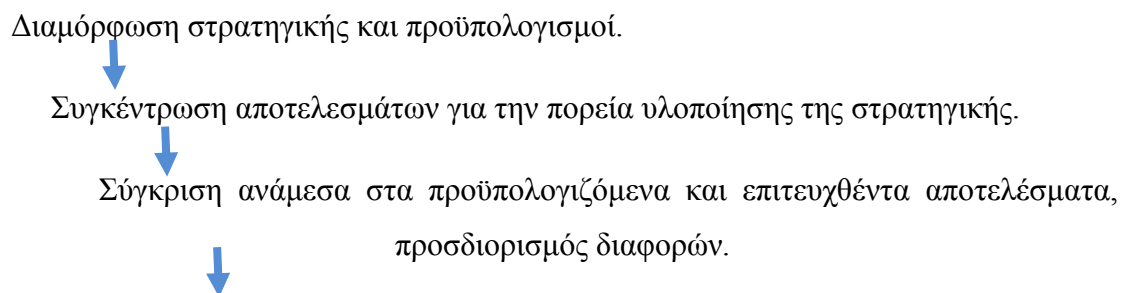 Διαμόρφωση στρατηγικής και προϋπολογισμοί.
Συγκέντρωση αποτελεσμάτων για την πορεία υλοποίησης της στρατηγικής.
Σύγκριση ανάμεσα στα προϋπολογιζόμενα και επιτευχθέντα αποτελέσματα,
προσδιορισμός διαφορών.